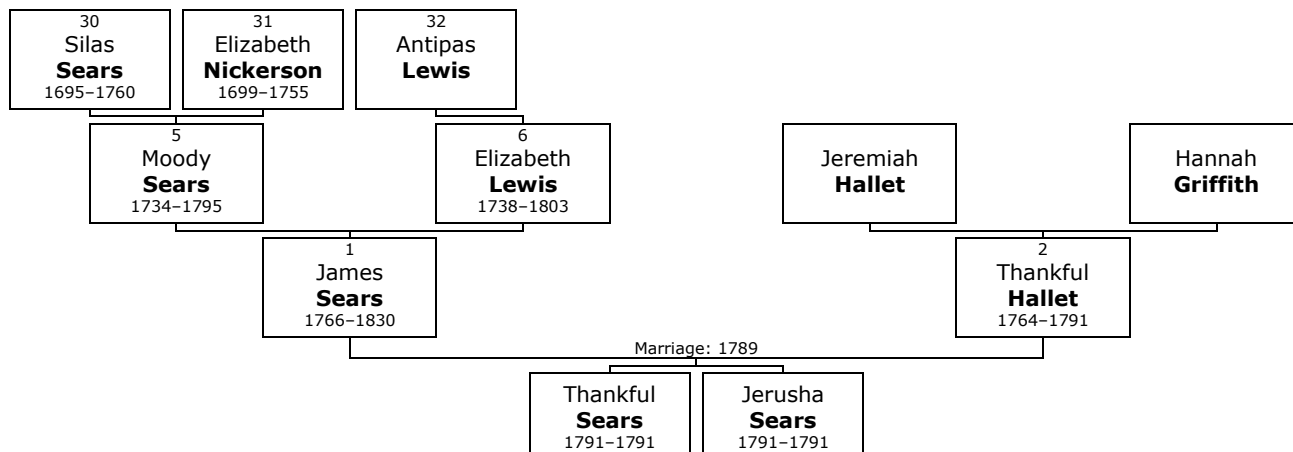 30
Silas
Sears
1695–1760
31
Elizabeth
Nickerson
1699–1755
32
Antipas
Lewis
5
Moody
Sears
1734–1795
6
Elizabeth
Lewis
1738–1803
Jeremiah
Hallet
Hannah
Griffith
1
James
Sears
1766–1830
2
Thankful
Hallet
1764–1791
Marriage: 1789
Thankful
Sears
1791–1791
Jerusha
Sears
1791–1791